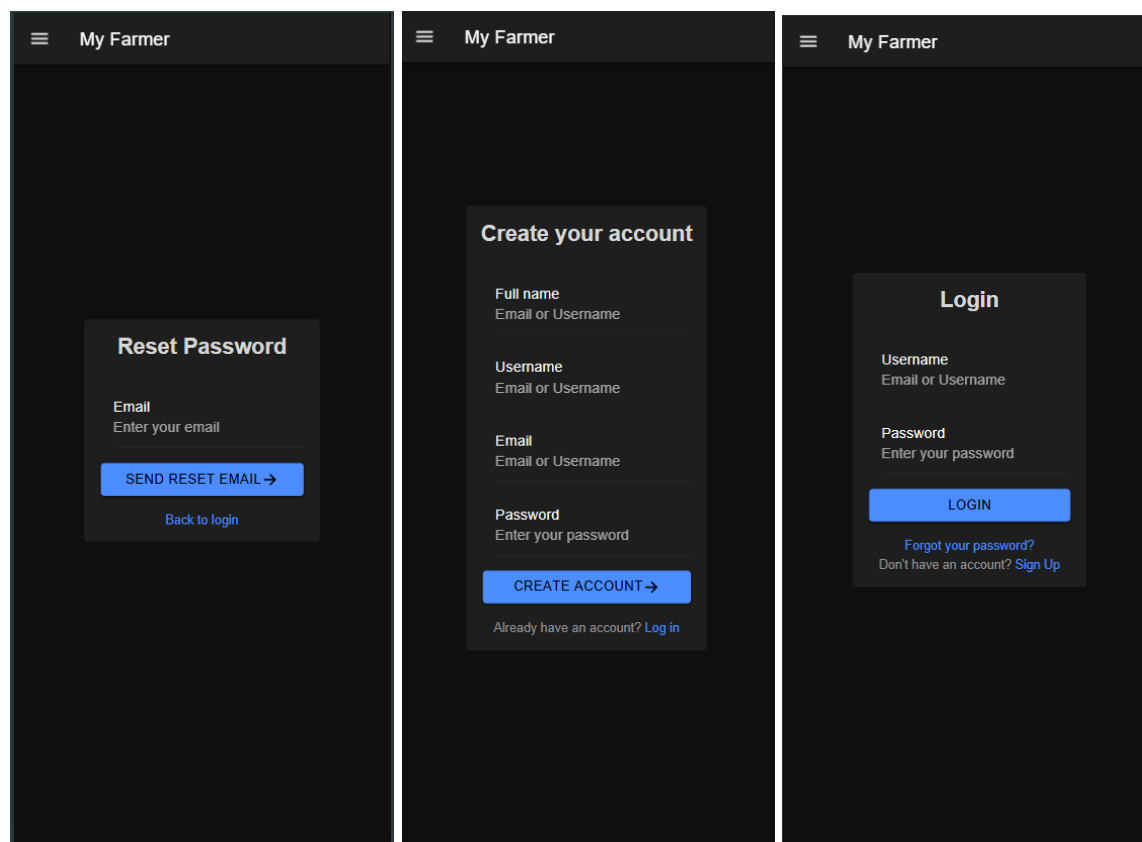 My Farmer
Reset Password
Email
Enter your email
SEND RESET EMAIL→
Back to login
My Farmer
Create your account
Full name
Email or Username
Username
Email or Username
Email
Email or Username
Password
Enter your password
CREATE ACCOUNT→
Already have an account? Log in
My Farmer
Login
Username
Email or Username
Password
Enter your password
LOGIN
Forgot your password?
Don't have an account? Sign Up